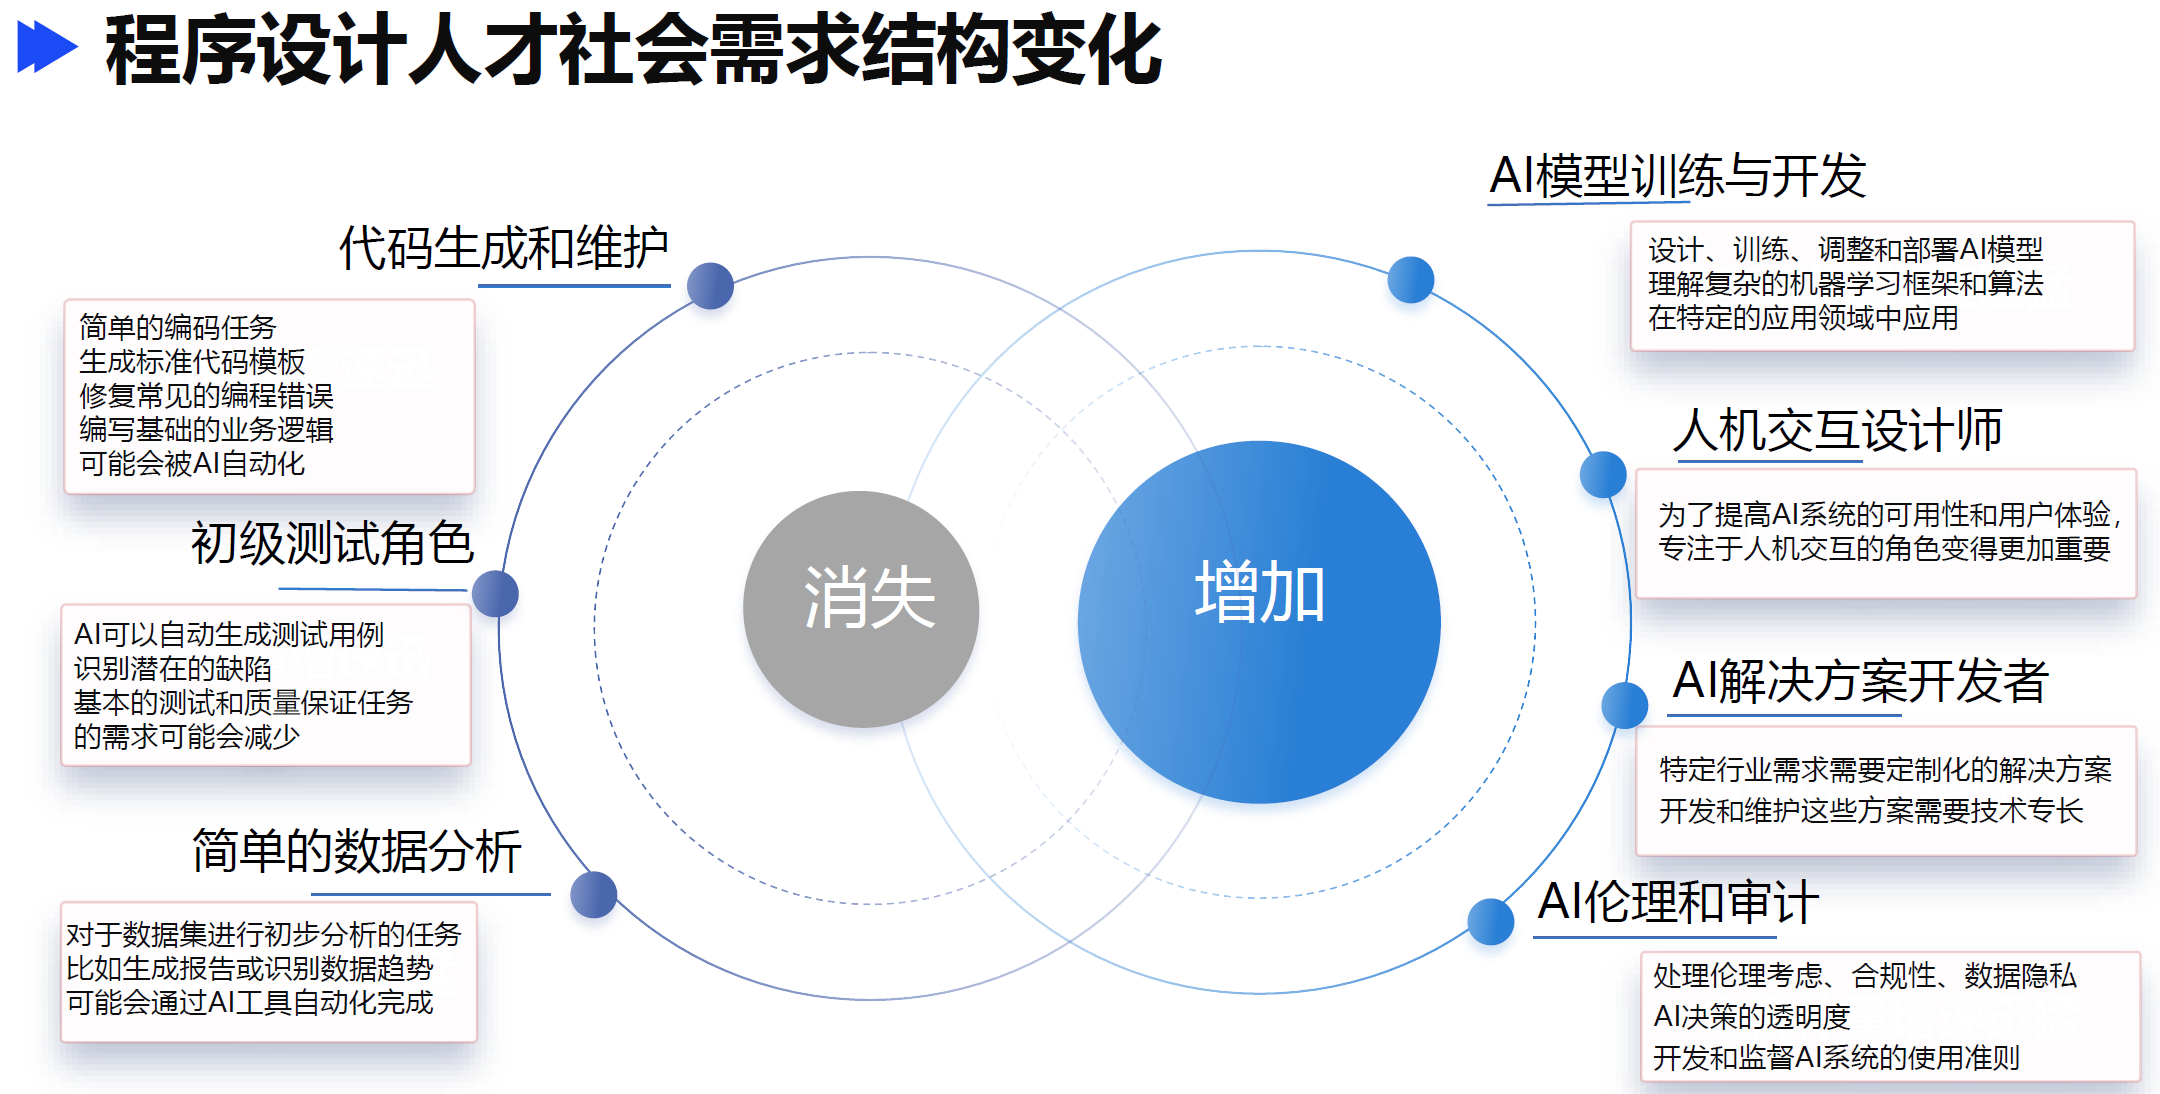 程序设计人才社会需求结构变化
代码生成和维护
简单的编码任务
生成标准代码模板
修复常见的编程错误
编写基础的业务逻辑
可能会被AI自动化
初级测试角色
AI可以自动生成测试用例
识别潜在的缺陷
基本的测试和质量保证任务
的需求可能会减少
简单的数据分析
对于数据集进行初步分析的任务
比如生成报告或识别数据趋势
可能会通过AI工具自动化完成
消失
增加
AI模型训练与开发
设计、训练、调整和部署AI模型
理解复杂的机器学习框架和算法
在特定的应用领域中应用
人机交互设计师
为了提高AI系统的可用性和用户体验,
专注于人机交互的角色变得更加重要
AI解决方案开发者
特定行业需求需要定制化的解决方案
开发和维护这些方案需要技术专长
AI伦理和审计
处理伦理考虑、合规性、数据隐私
AI决策的透明度
开发和监督AI系统的使用准则